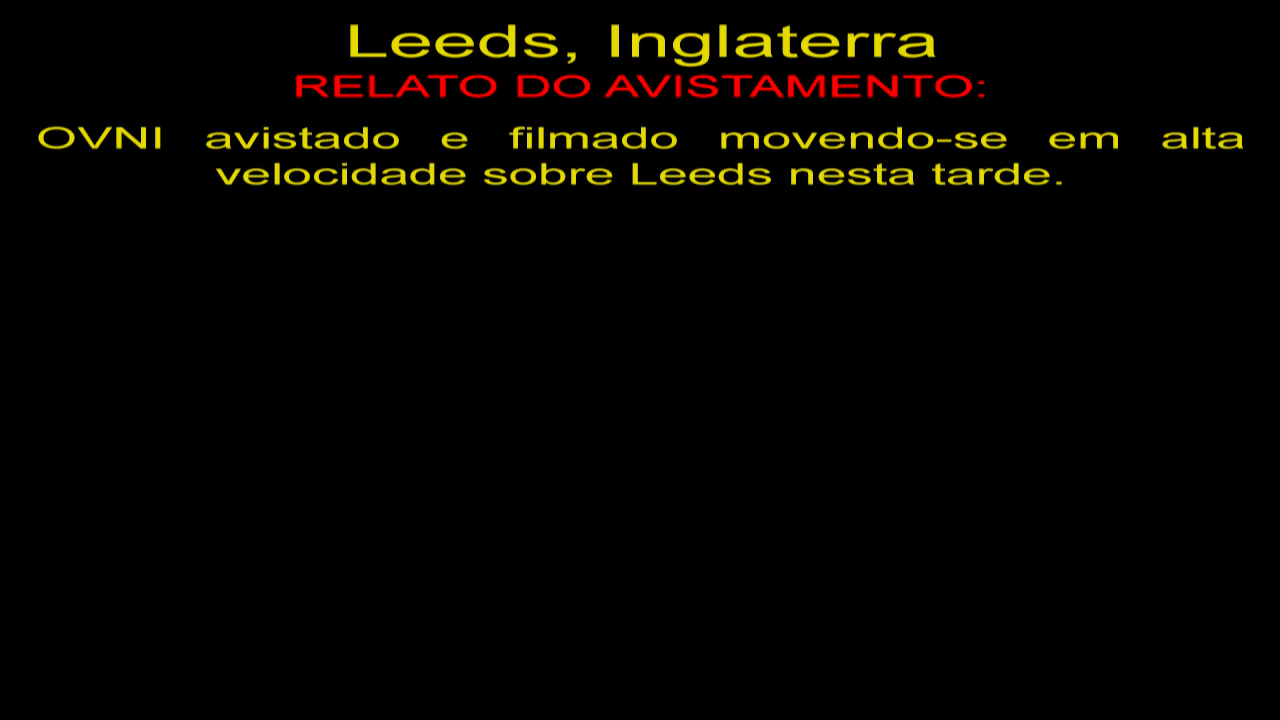 Leeds, Inglaterra
RELATO DO AVISTAMENTO:
OVNI avistado e filmado movendo-se em alta
velocidade sobre Leeds nesta tarde.